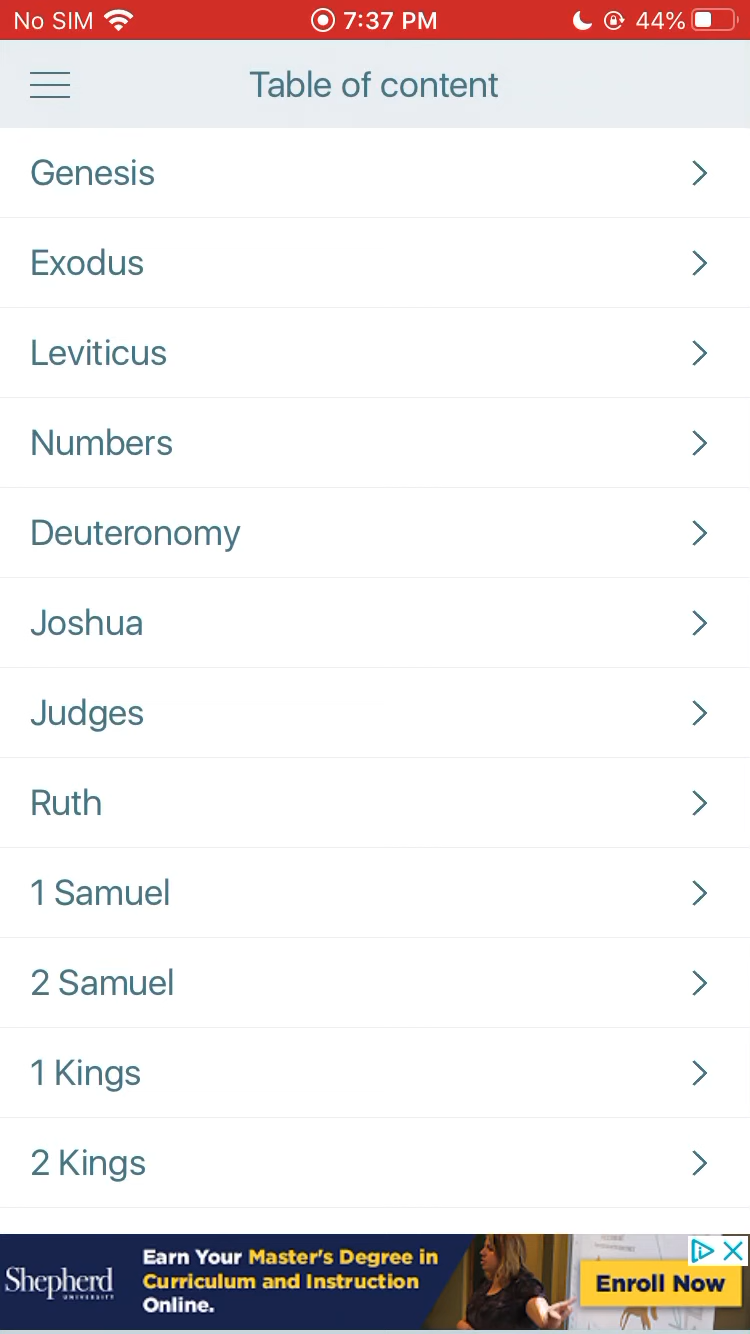 No SIM 7:37 PM 44%
Table of content
Genesis
Exodus
Leviticus
Numbers
Deuteronomy
Joshua
Judges
Ruth
1 Samuel
2 Samuel
1 Kings
2 Kings
Shepherd
UNIVERSITY
Earn Your Master's Degree in
Curriculum and Instruction
Online.
Enroll Now